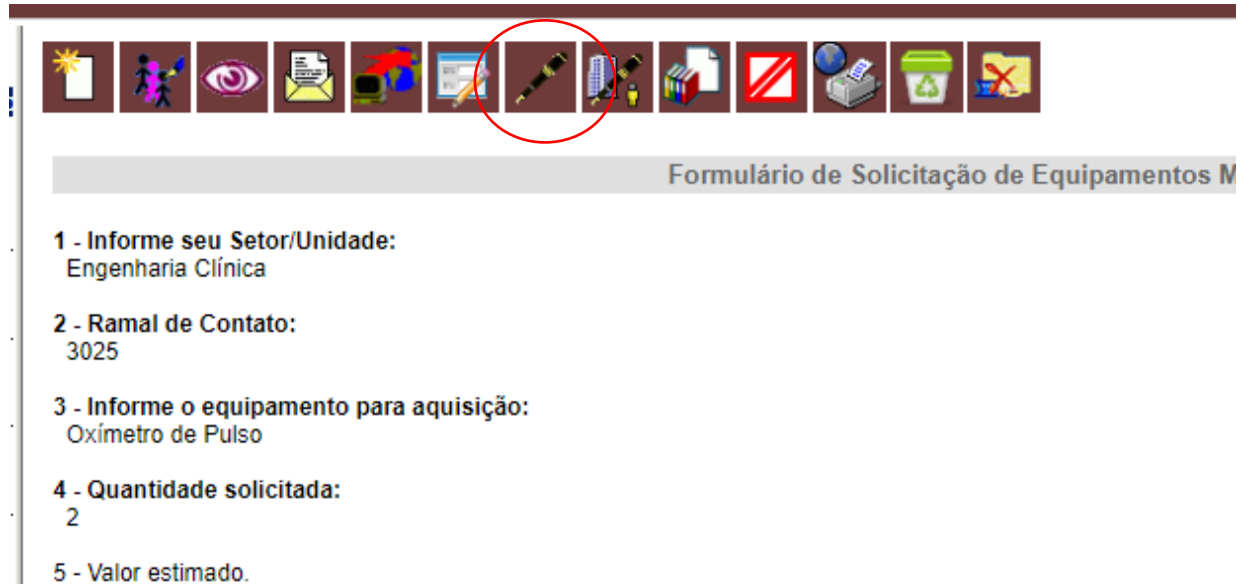 Formulário de Solicitação de Equipamentos M
1 - Informe seu Setor/Unidade:
Engenharia Clínica
2 - Ramal de Contato:
3025
3 - Informe o equipamento para aquisição:
Oxímetro de Pulso
4 - Quantidade solicitada:
2
5 - Valor estimado.